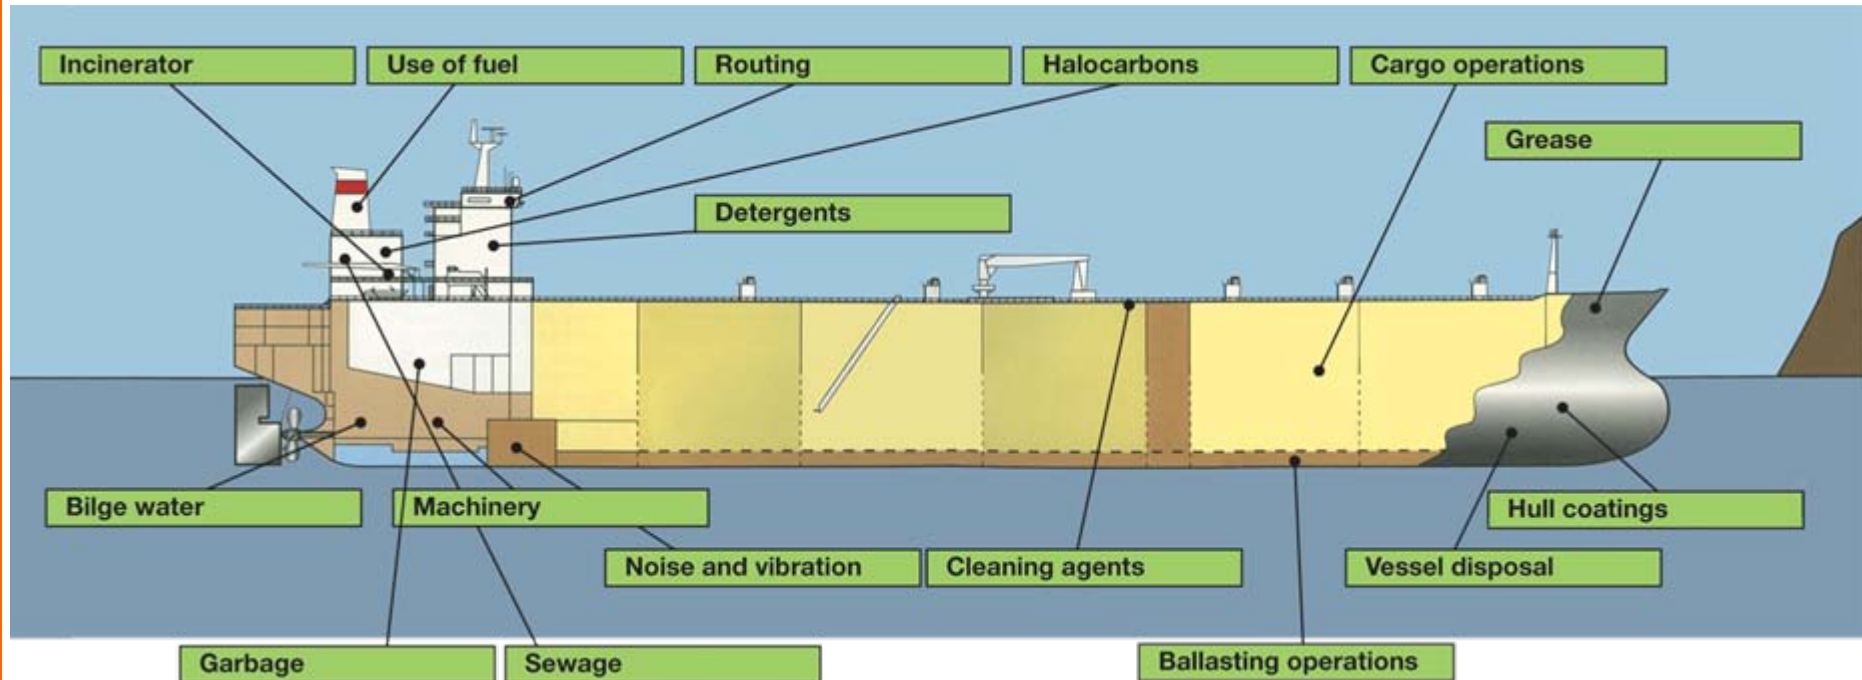 Incinerator
Use of fuel
Routing
Halocarbons
Cargo operations
Grease
Detergents
Bilge water
Machinery
Hull coatings
Noise and vibration
Cleaning agents
Vessel disposal
Garbage
Sewage
Ballasting operations